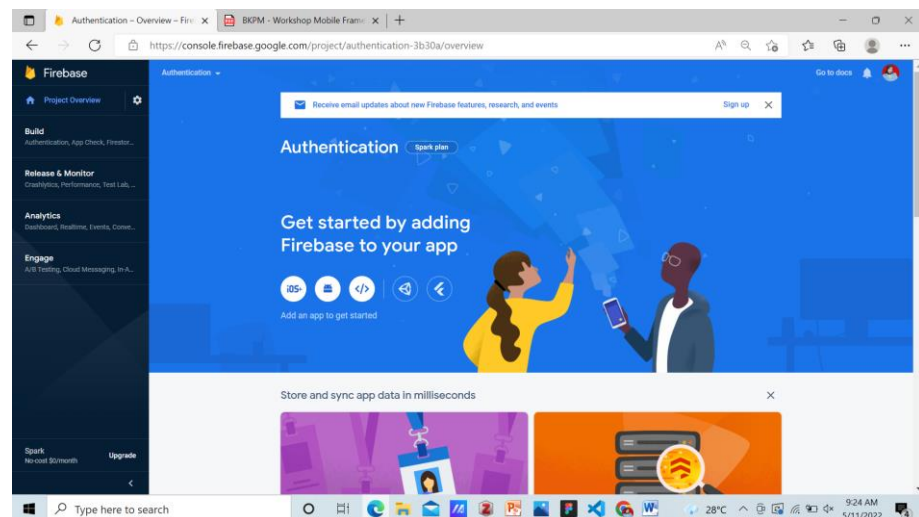 Authentication – Overview – Fire
BKPM - Workshop Mobile Frame
https://console.firebase.google.com/project/authentication-3b30a/overview
Firebase
Authentication
Go to docs
Project Overview
Receive email updates about new Firebase features, research, and events
Sign up
Build
Authentication, App Check, Firestor...
Authentication
Spark plan
Release & Monitor
Crashlytics, Performance, Test Lab, ...
Analytics
Dashboard, Realtime, Events, Conve...
Get started by adding
Firebase to your app
Engage
A/B Testing, Cloud Messaging, In-A...
iOS+
</>
Add an app to get started
Store and sync app data in milliseconds
Spark
No-cost $0/month
Upgrade
Type here to search
28°C
9:24 AM
5/11/2022